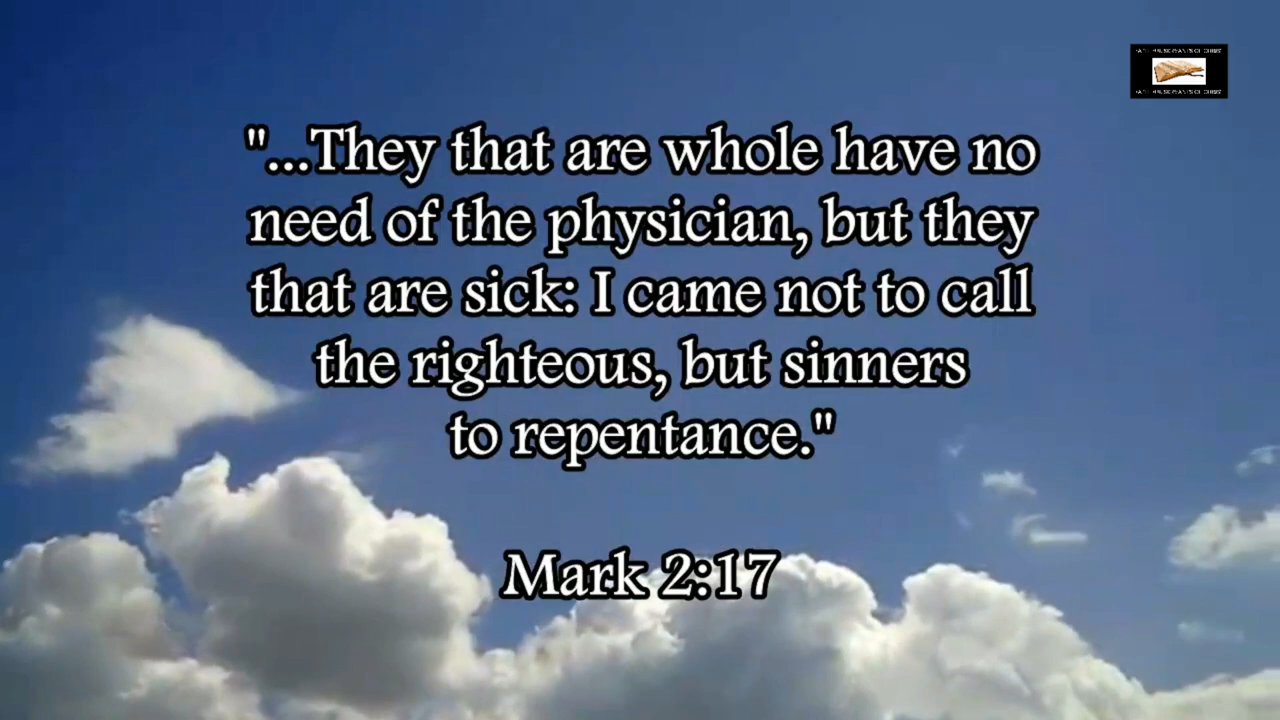 "...They that are whole have no
need of the physician, but they
that are sick: I came not to call
the righteous, but sinners
to repentance."
Mark 2:17